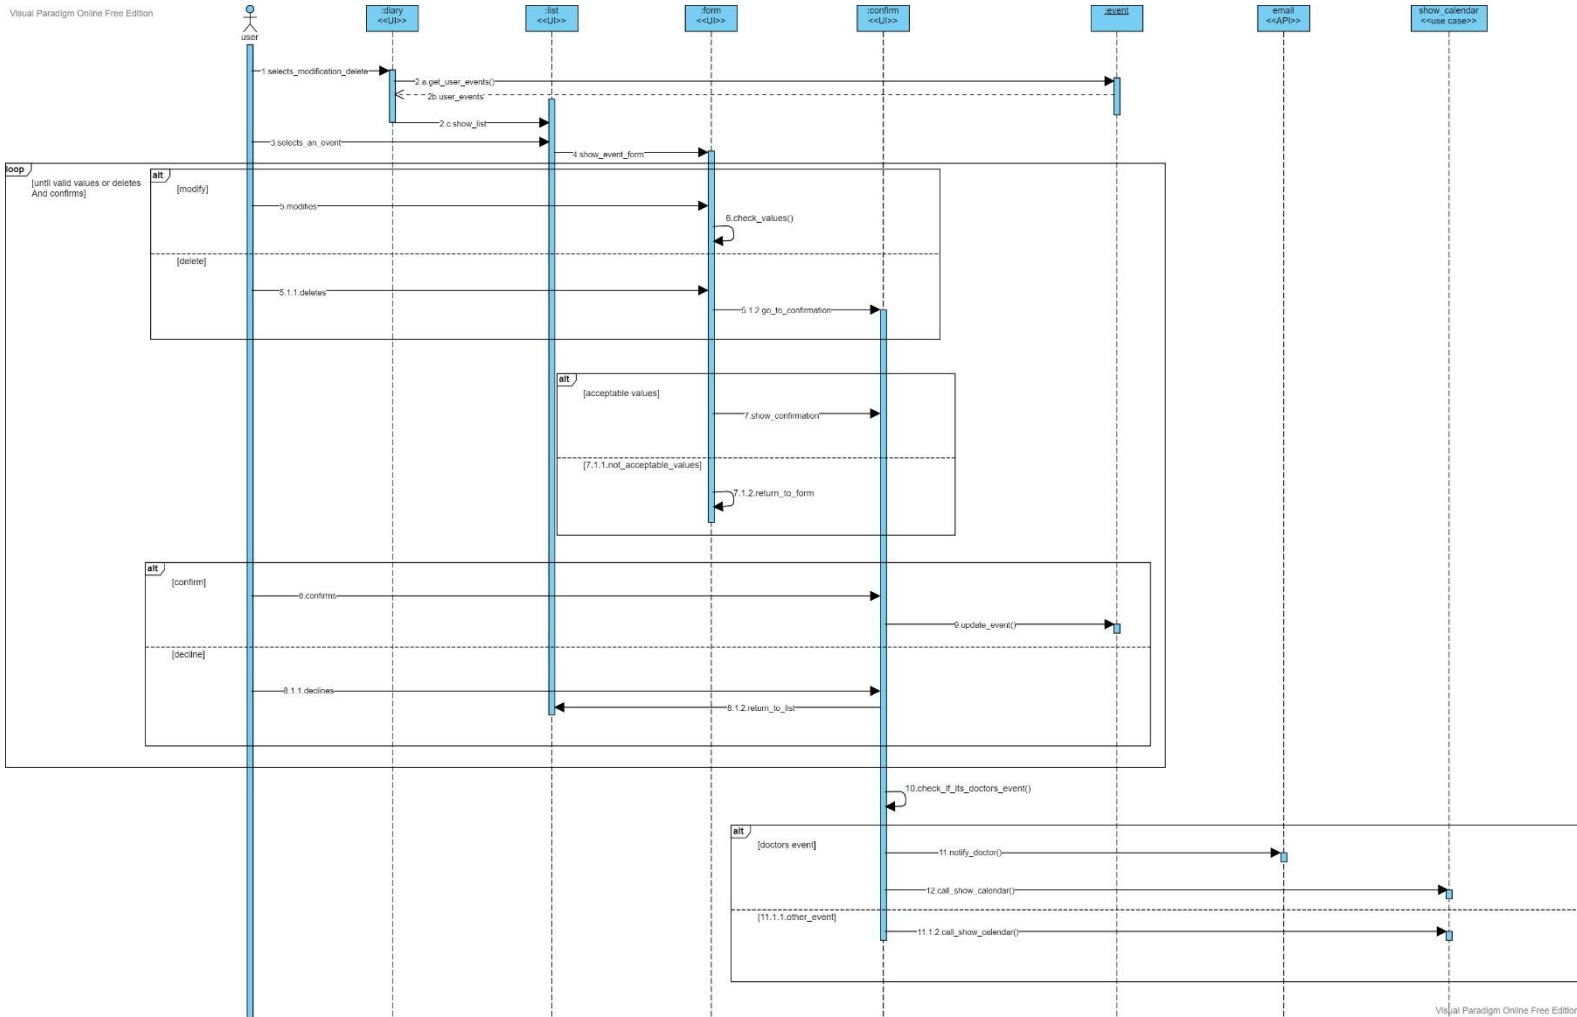 Visual Paradigm Online Free Edition
user
:diary
<<UI>>
:list
<<UI>>
:form
<<UI>>
:confirm
<<UI>>
:event
email
<<API>>
show_calendar
<<use case>>
1.selects_modification_delete
2.a.get_user_events()
2b.user_events
2.c.show_list
3.selects_an_event
4.show_event_form
loop
[until valid values or deletes
And confirms]
alt
[modify]
5.modifies
6.check_values()
[delete]
5.1.1.deletes
5.1.2.go_to_confirmation
alt
[acceptable values]
7.show_confirmation
[7.1.1.not_acceptable_values]
7.1.2.return_to_form
alt
[confirm]
8.confirms
9.update_event()
[decline]
8.1.1.declines
8.1.2.return_to_list
10.check_if_its_doctors_event()
alt
[doctors event]
11.notify_doctor()
12.call_show_calendar()
[11.1.1.other_event]
11.1.2.call_show_calendar()
Visual Paradigm Online Free Edition